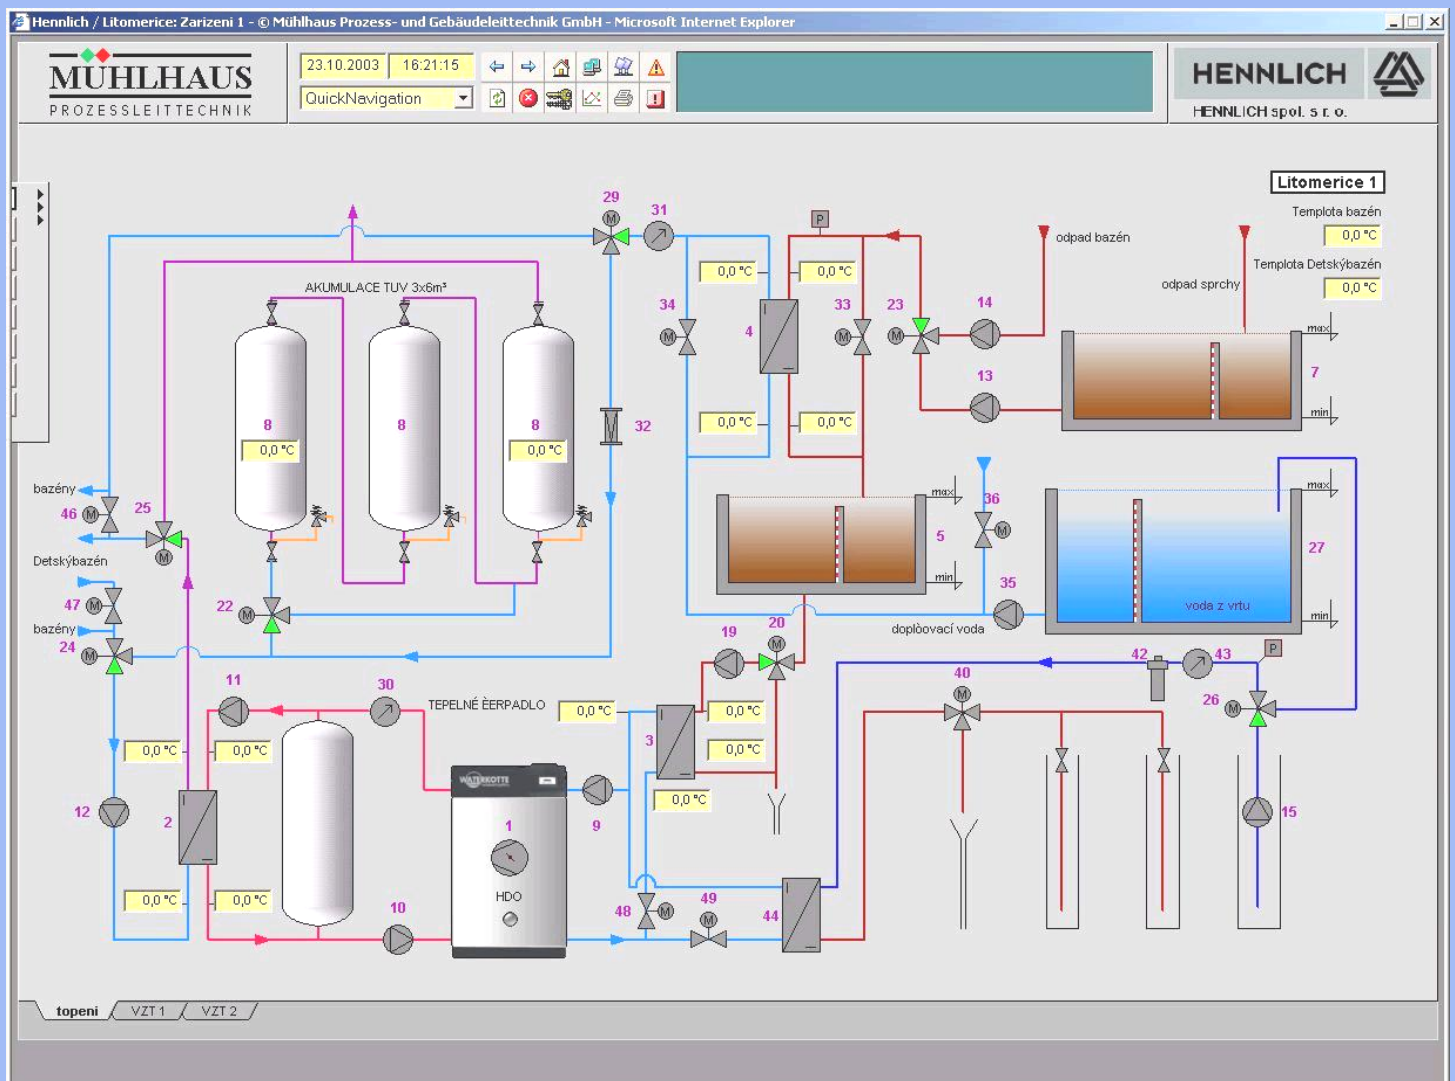 Hennlich / Litomerice: Zarizeni 1 - © Mühlhaus Prozess- und Gebäudeleittechnik GmbH - Microsoft Internet Explorer
MÜHLHAUS
PROZESSLEITTECHNIK
23.10.2003 16:21:15
QuickNavigation
HENNLICH
HENNLICH spol. s r. o.
Litomerice 1
Templota bazén
0,0 °C
Templota Detskýbazén
0,0 °C
29
31
P
odpad bazén
odpad sprchy
AKUMULACE TUV 3x6m³
0,0 °C 0,0 °C
34 M
4
33 M
23 M
14
13
max
7
min
8 8 8
0,0 °C 0,0 °C
32
0,0 °C 0,0 °C
bazény
46 M
25
M
Detskýbazén
47 M
bazény
24 M
22 M
max
5
min
36
M
35
doplòovací voda
max
27
voda z vrtu
min
M
19
20
M
42
43
P
26 M
11
30
TEPELNÉ ÈERPADLO
0,0 °C
3
0,0 °C
0,0 °C
0,0 °C
40
M
0,0 °C 0,0 °C
12
2
WATERKOTTE
1
HDO
9
15
0,0 °C 0,0 °C
10
48 M
49
M
44
topeni VZT 1 VZT 2